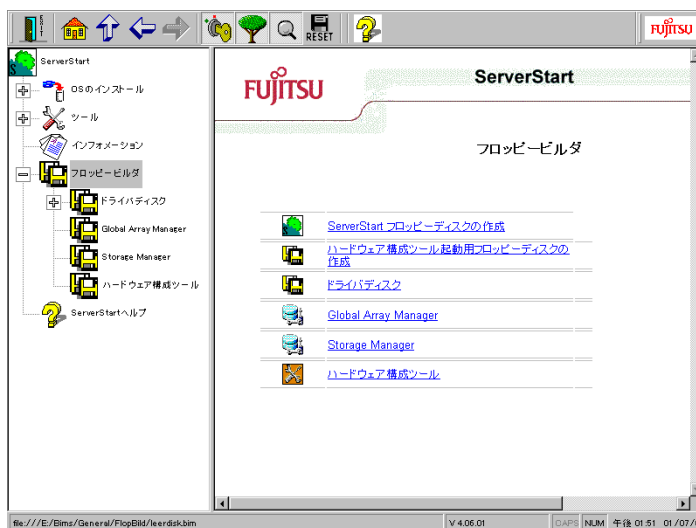 EXIT
RESET
FUJITSU
ServerStart
OSのインストール
ツール
インフォメーション
フロッピービルダ
ドライバディスク
Global Array Manager
Storage Manager
ハードウェア構成ツール
ServerStartヘルプ
FUJITSU
ServerStart
フロッピービルダ
ServerStart フロッピーディスクの作成
ハードウェア構成ツール起動用フロッピーディスクの
作成
ドライバディスク
Global Array Manager
Storage Manager
ハードウェア構成ツール
file:///E:/Bims/General/FlopBild/leerdisk.bim
V 4.06.01
CAPS
NUM
午後 01:51
01/07/